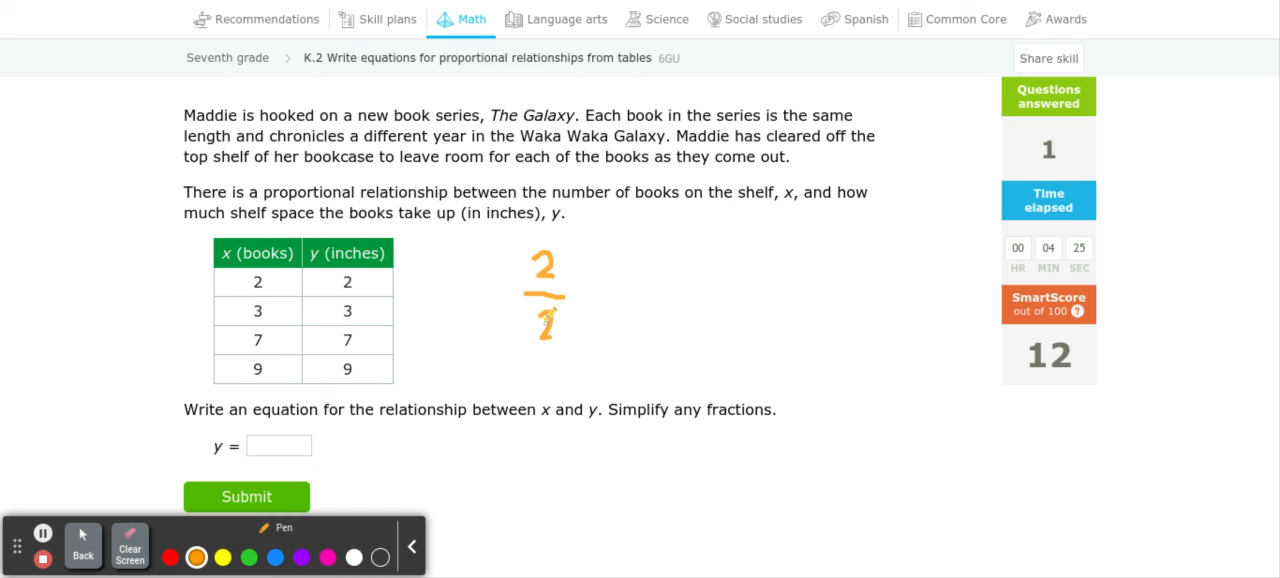 Recommendations Skill plans Math Language arts Science Social studies Spanish Common Core Awards
Seventh grade > K.2 Write equations for proportional relationships from tables 6GU Share skill
Questions answered
1
Time elapsed
00 04 25
HR MIN SEC
SmartScore
out of 100 ?
12
Maddie is hooked on a new book series, The Galaxy. Each book in the series is the same
length and chronicles a different year in the Waka Waka Galaxy. Maddie has cleared off the
top shelf of her bookcase to leave room for each of the books as they come out.
There is a proportional relationship between the number of books on the shelf, x, and how
much shelf space the books take up (in inches), y.
x (books) y (inches)
2 2
3 3
7 7
9 9
2
2
Write an equation for the relationship between x and y. Simplify any fractions.
y =
Submit
Pen
Back
Clear
Screen